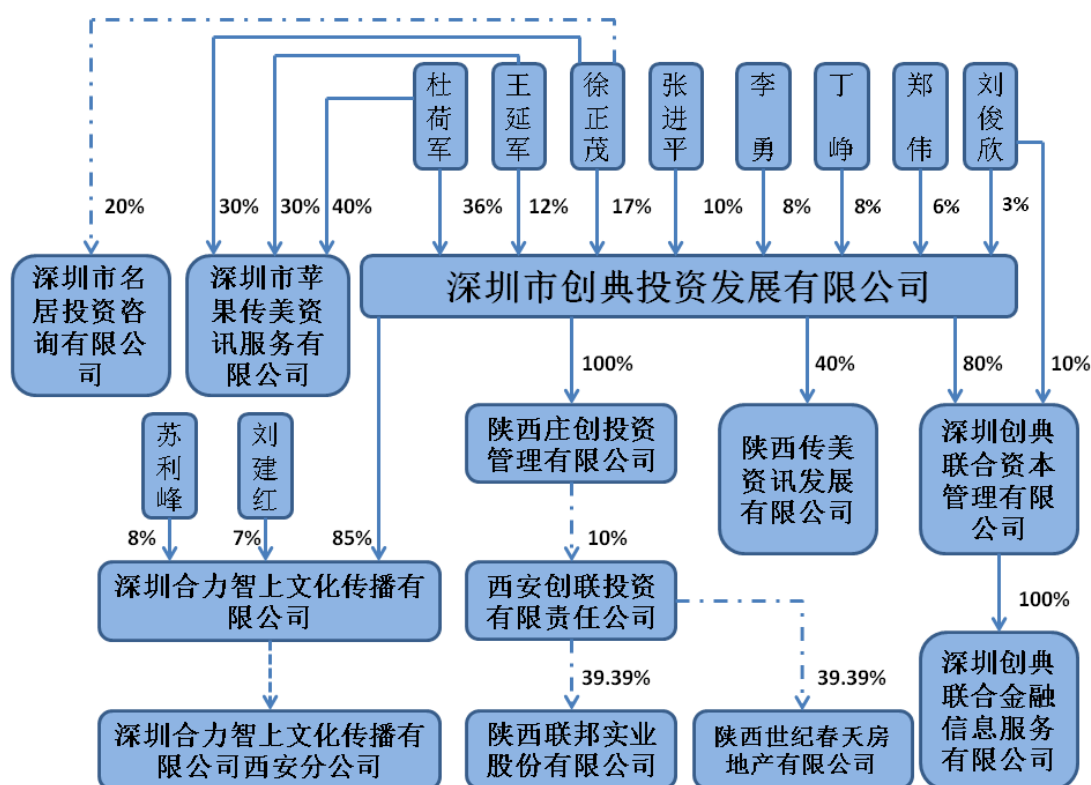 杜荷军
王延军
徐正茂
张进平
李勇
丁峥
郑伟
刘俊欣
20%
30%
30%
40%
36%
12%
17%
10%
8%
8%
6%
3%
深圳市名
居投资咨
询有限公
司
深圳市苹
果传美资
讯服务有
限公司
深圳市创典投资发展有限公司
100%
40%
80%
10%
苏利峰
刘建红
陕西庄创投资
管理有限公司
陕西传美
资讯发展
有限公司
深圳创典
联合资本
管理有限
公司
8%
7%
85%
10%
深圳合力智上文化传播有
限公司
西安创联投资
有限责任公司
100%
39.39%
39.39%
深圳合力智上文化传播有
限公司西安分公司
陕西联邦实业
股份有限公司
陕西世纪春天房
地产有限公司
深圳创典
联合金融
信息服务
有限公司